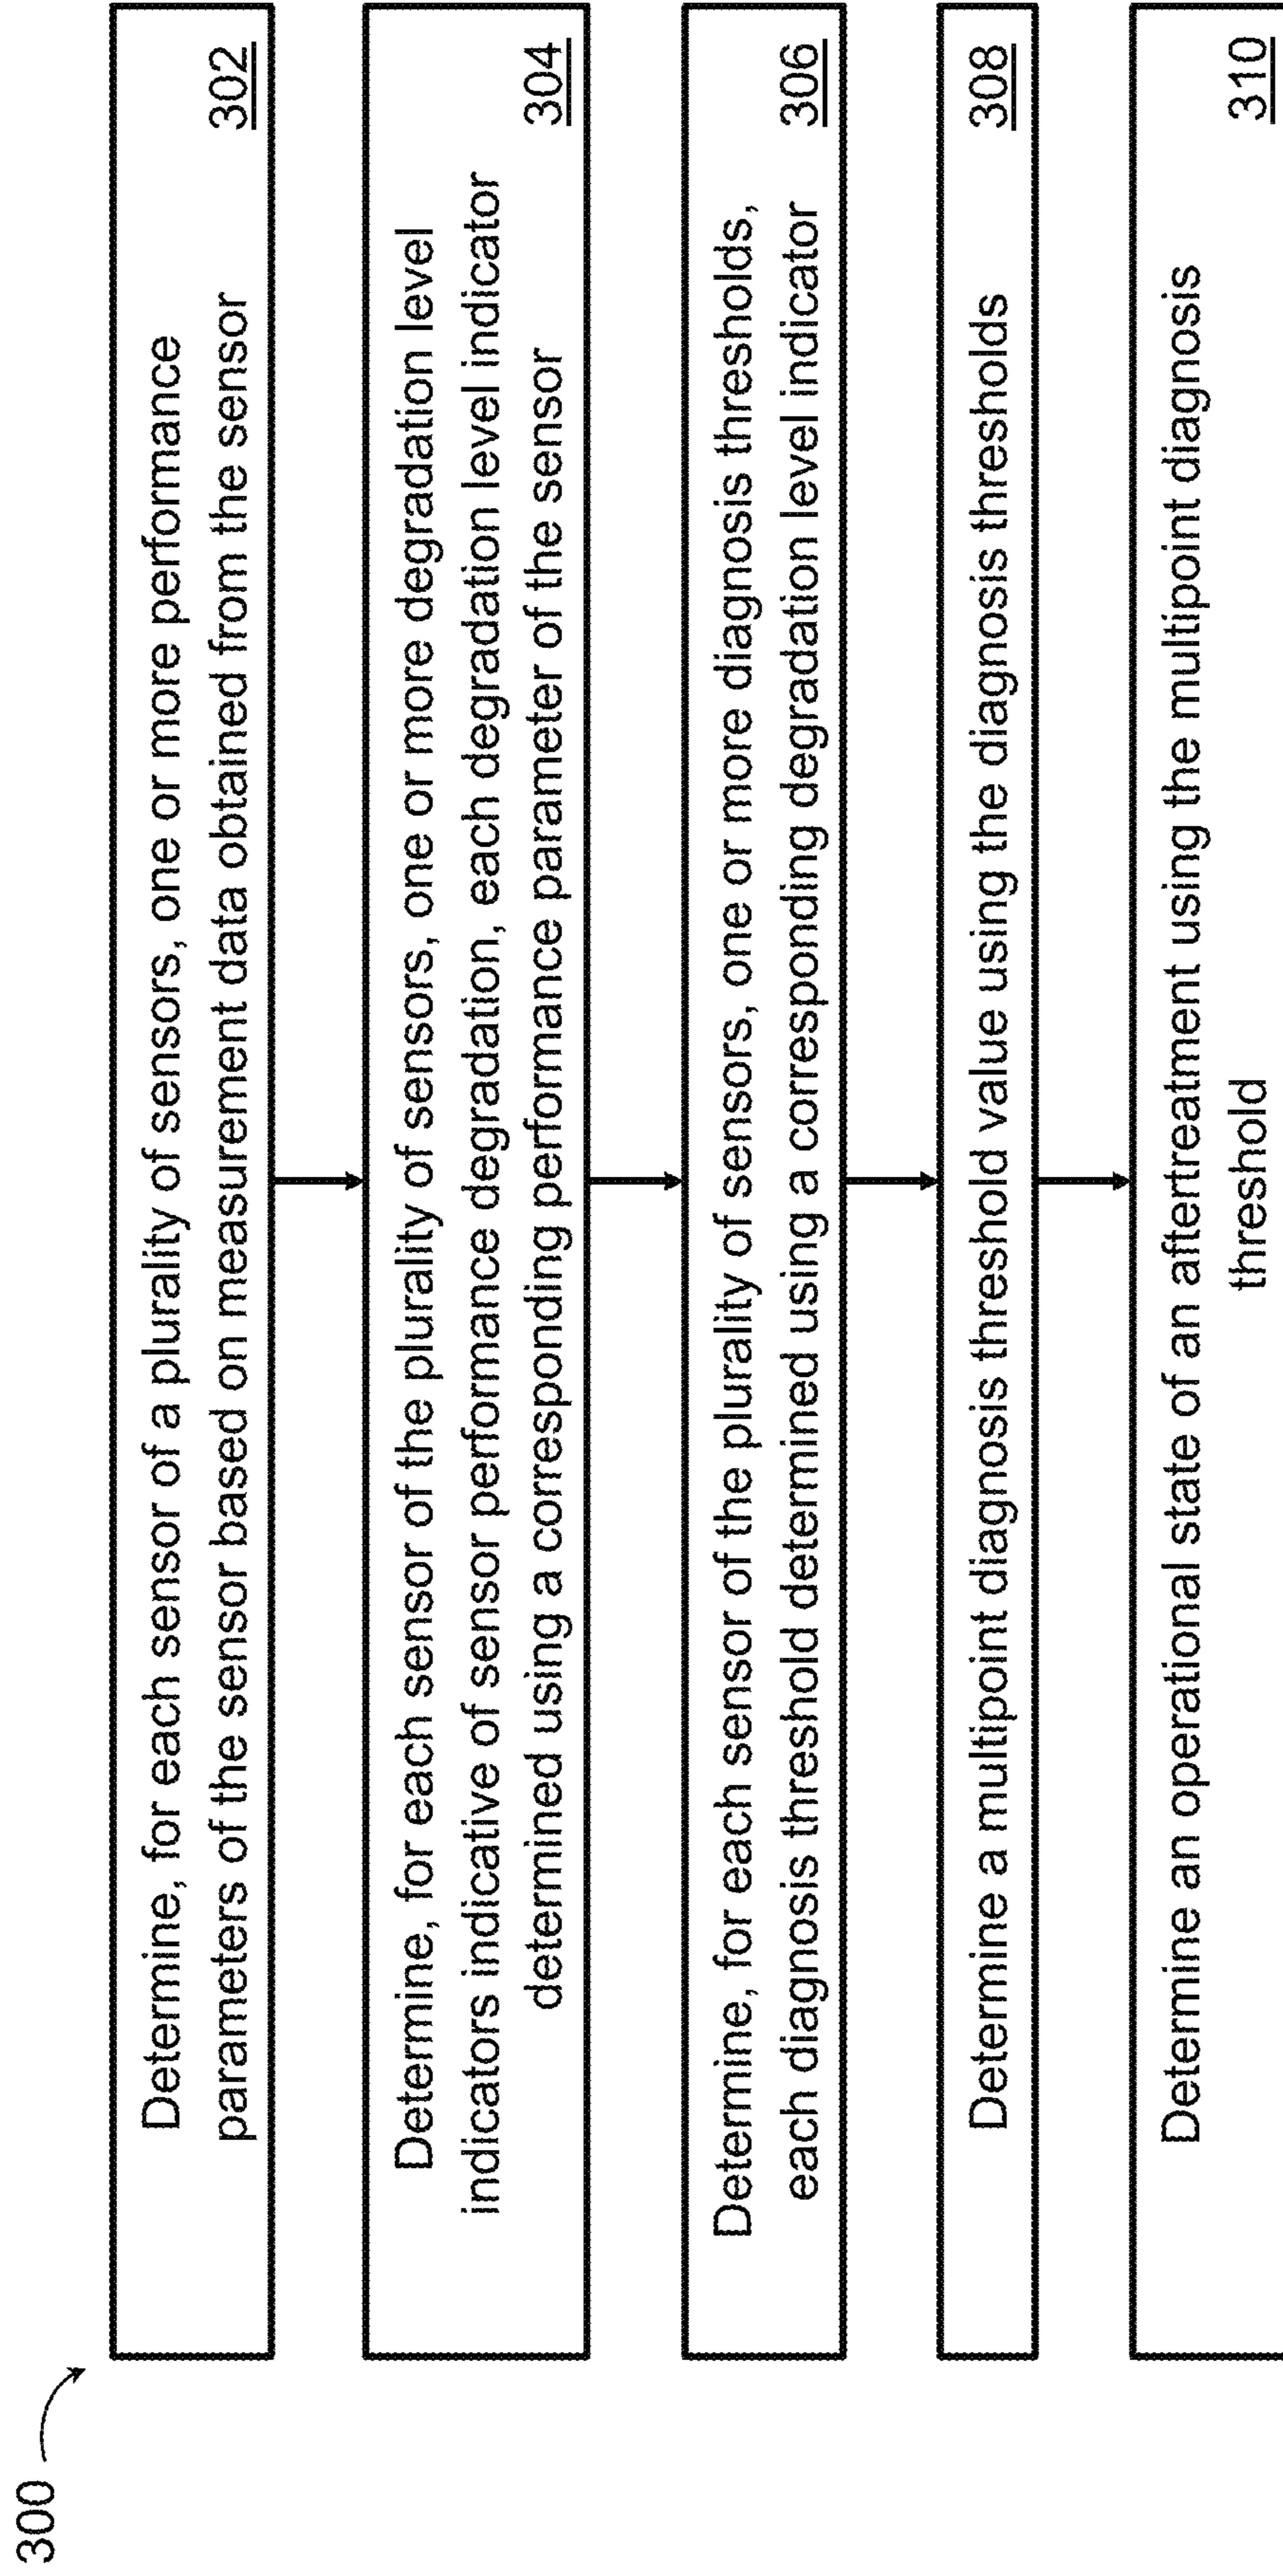 300
Determine, for each sensor of a plurality of sensors, one or more performance
parameters of the sensor based on measurement data obtained from the sensor
302
Determine, for each sensor of the plurality of sensors, one or more degradation level
indicators indicative of sensor performance degradation, each degradation level indicator
determined using a corresponding performance parameter of the sensor
304
Determine, for each sensor of the plurality of sensors, one or more diagnosis thresholds,
each diagnosis threshold determined using a corresponding degradation level indicator
306
Determine a multipoint diagnosis threshold value using the diagnosis thresholds
308
Determine an operational state of an aftertreatment using the multipoint diagnosis
threshold
310